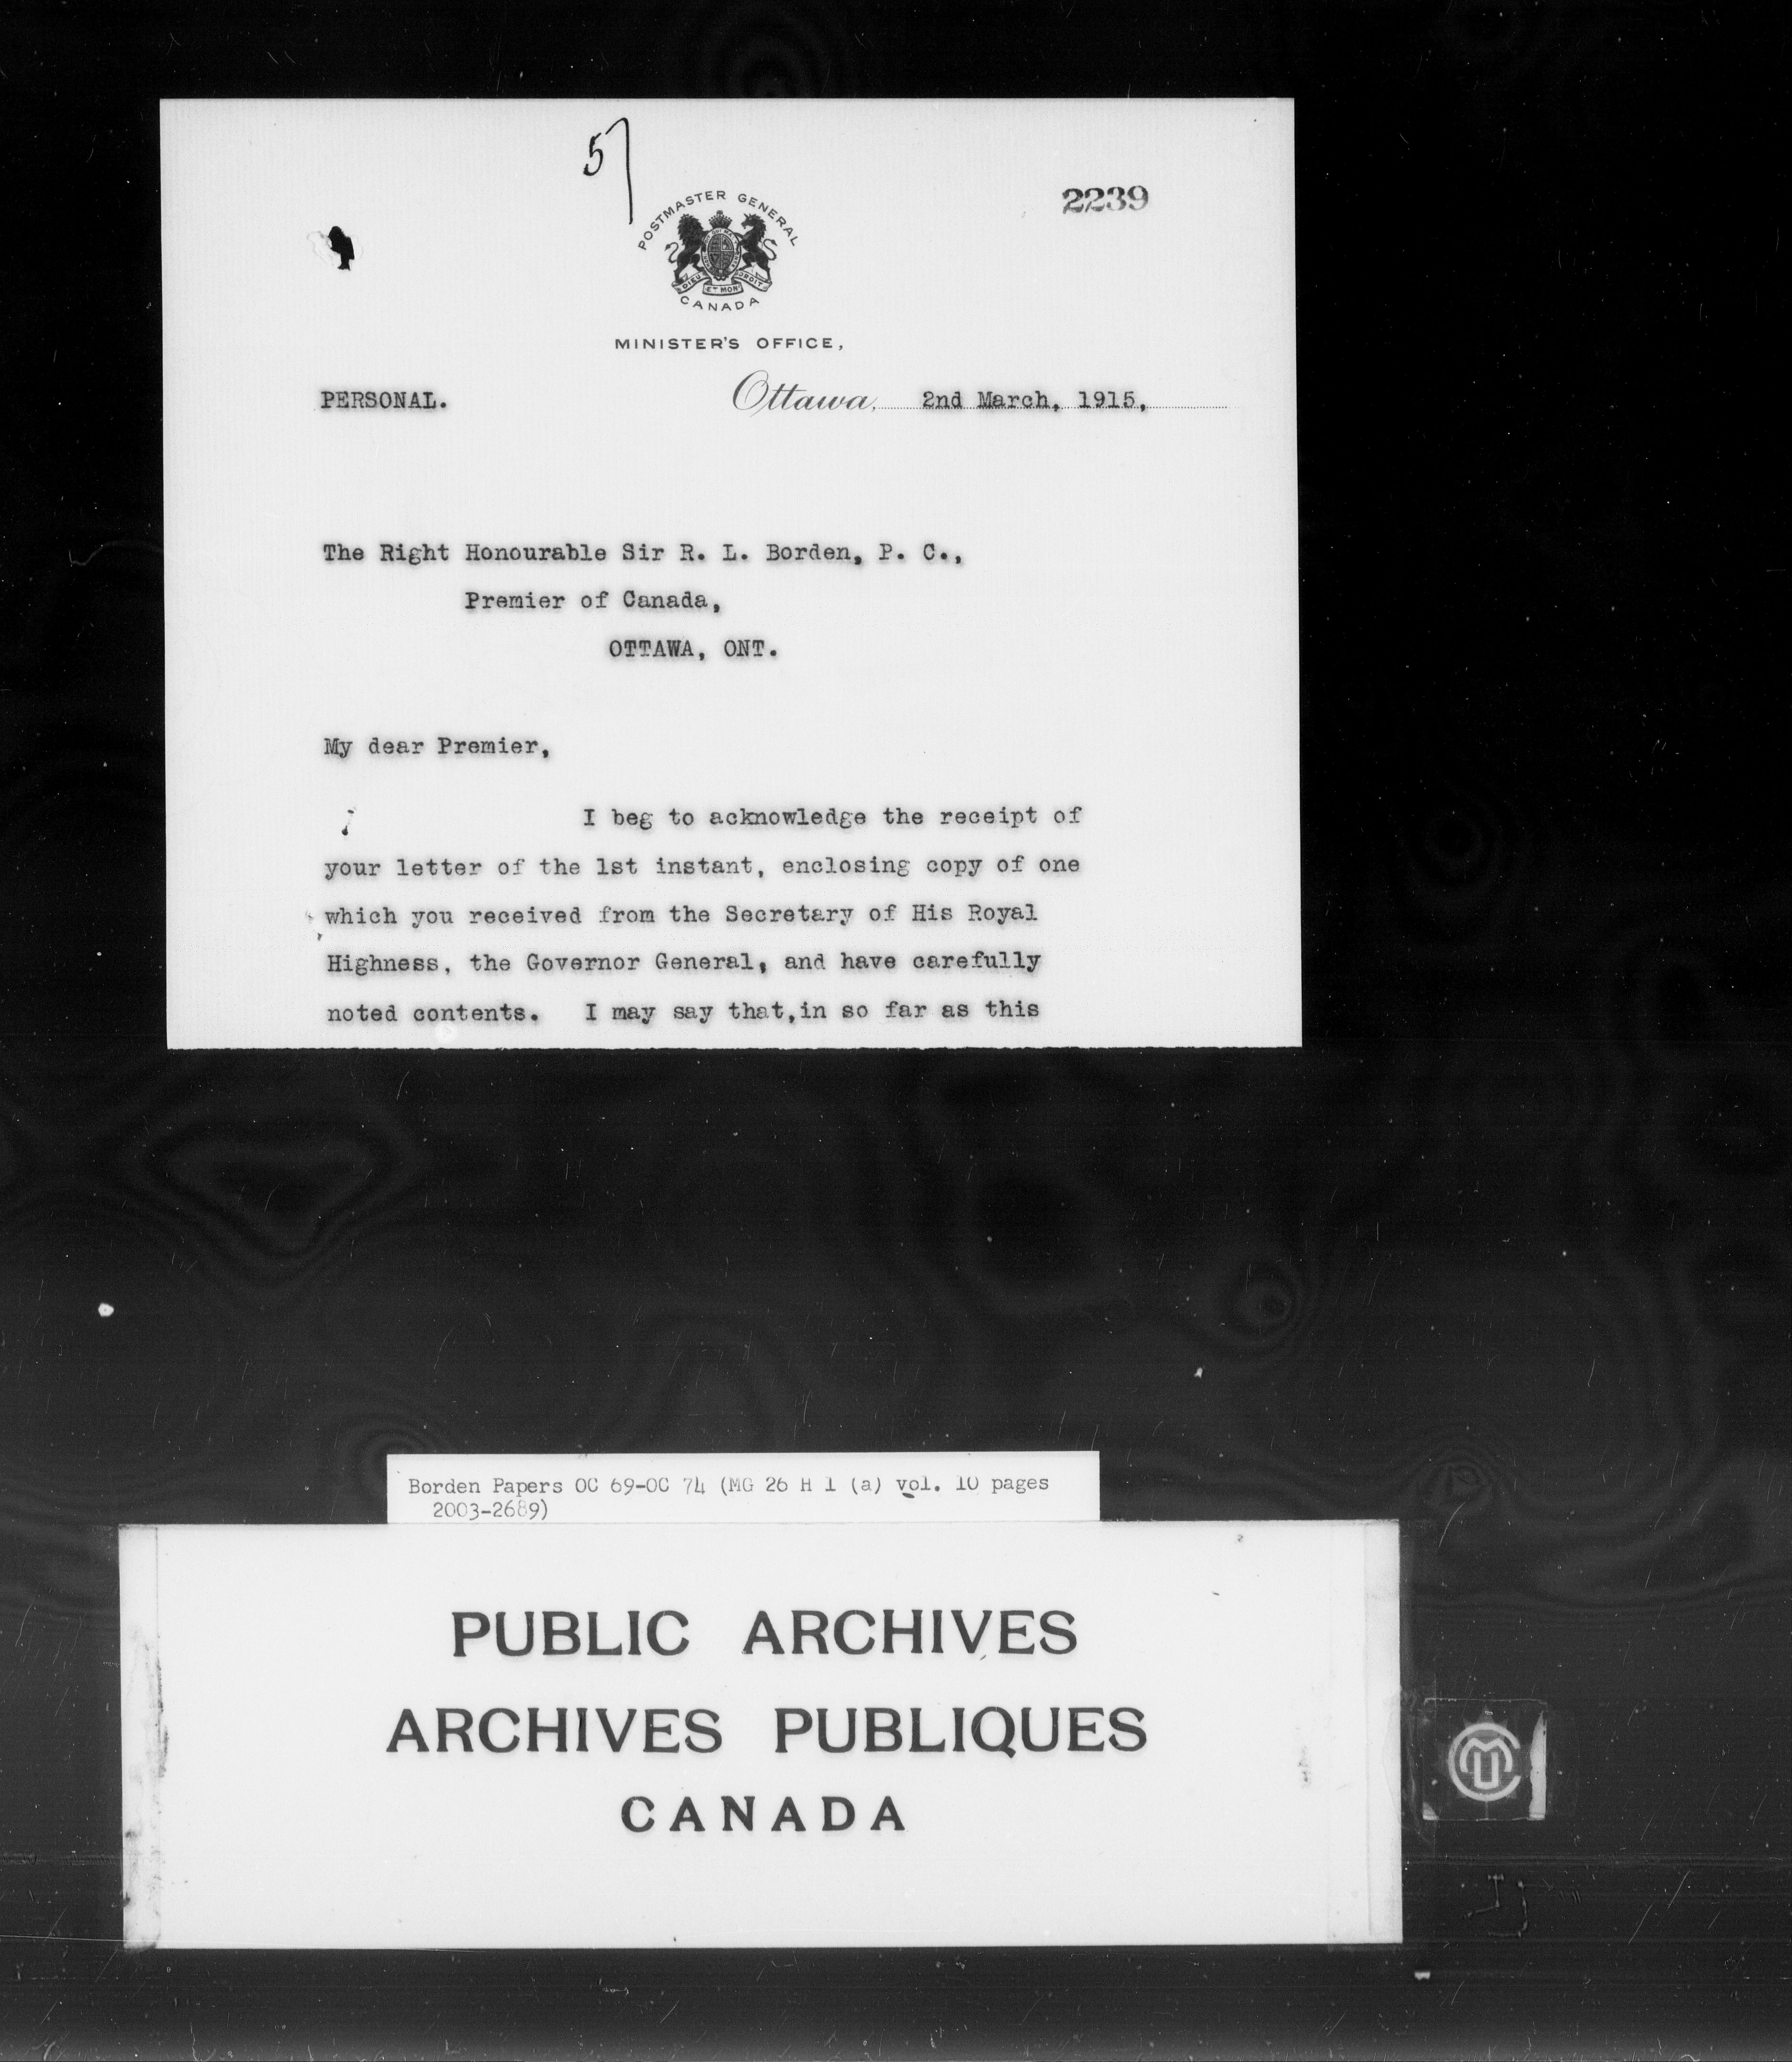 57
2239
POSTMASTER GENERAL
DIEU ET MON DROIT
CANADA
MINISTER'S OFFICE,
PERSONAL. Ottawa, 2nd March, 1915,
The Right Honourable Sir R. L. Borden, P. C.,
Premier of Canada,
OTTAWA, ONT.
My dear Premier,
I beg to acknowledge the receipt of
your letter of the 1st instant, enclosing copy of one
which you received from the Secretary of His Royal
Highness, the Governor General, and have carefully
noted contents. I may say that,in so far as this
Borden Papers OC 69-OC 74 (MG 26 H 1 (a) vol. 10 pages
2003-2689)
PUBLIC ARCHIVES
ARCHIVES PUBLIQUES
CANADA